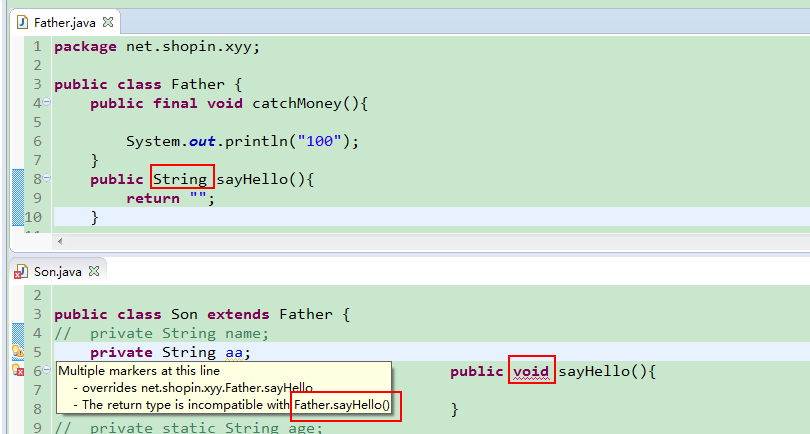 Father.java
1 package net.shopin.xyy;
2
3 public class Father {
4 public final void catchMoney(){
5
6 System.out.println("100");
7 }
8 public String sayHello(){
9 return "";
10 }
Son.java
2
3 public class Son extends Father {
4 // private String name;
5 private String aa;
6 public void sayHello(){
Multiple markers at this line
- overrides net.shopin.xyy.Father.sayHello
- The return type is incompatible with Father.sayHello()
7
8 }
9 // private static String age;